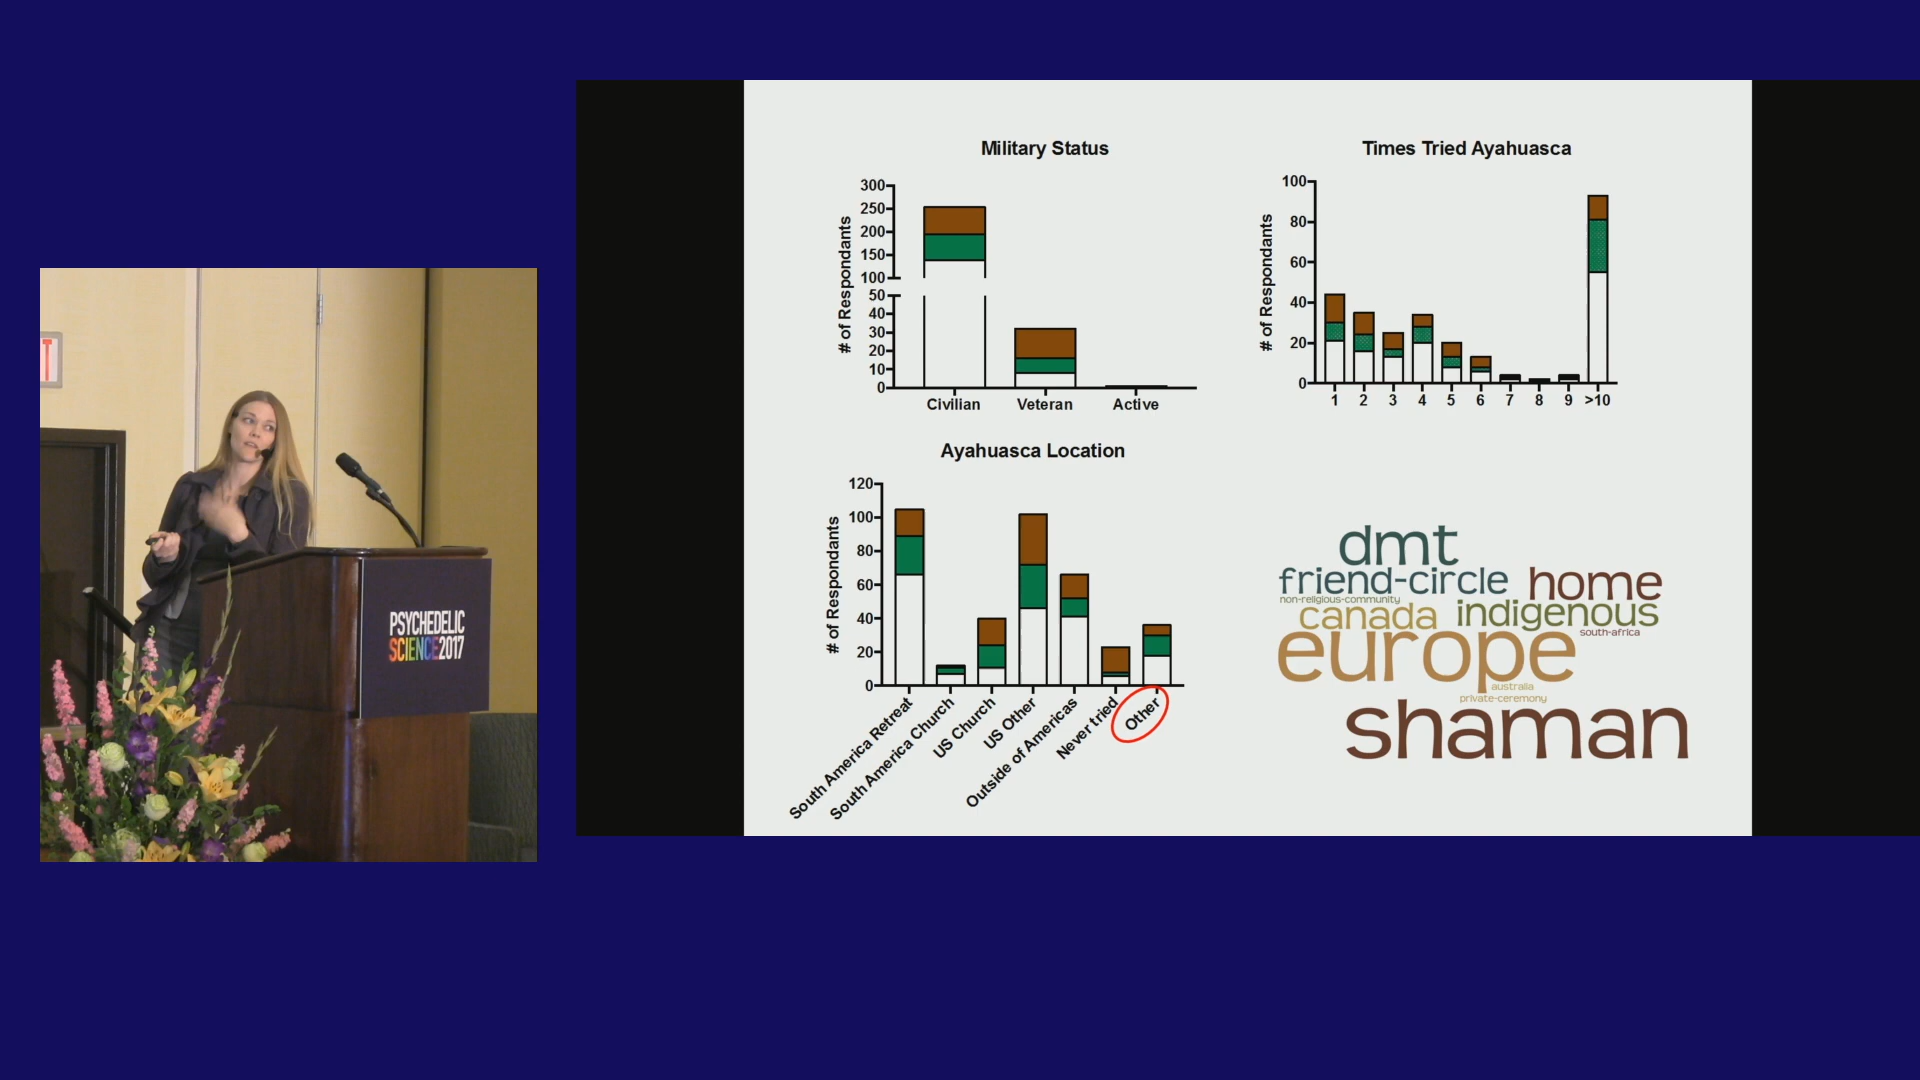 T
PSYCHEDELIC
SCIENCE2017
Military Status
# of Respondants
300
250
200
150
100
50
40
30
20
10
0
Civilian
Veteran
Active
Times Tried Ayahuasca
# of Respondants
100
80
60
40
20
0
1
2
3
4
5
6
7
8
9
>10
Ayahuasca Location
# of Respondants
120
100
80
60
40
20
0
South America Retreat
South America Church
US Church
US Other
Outside of Americas
Never tried
Other
dmt
friend-circle
home
non-religious-community
canada
indigenous
south-africa
europe
australia
private-ceremony
shaman